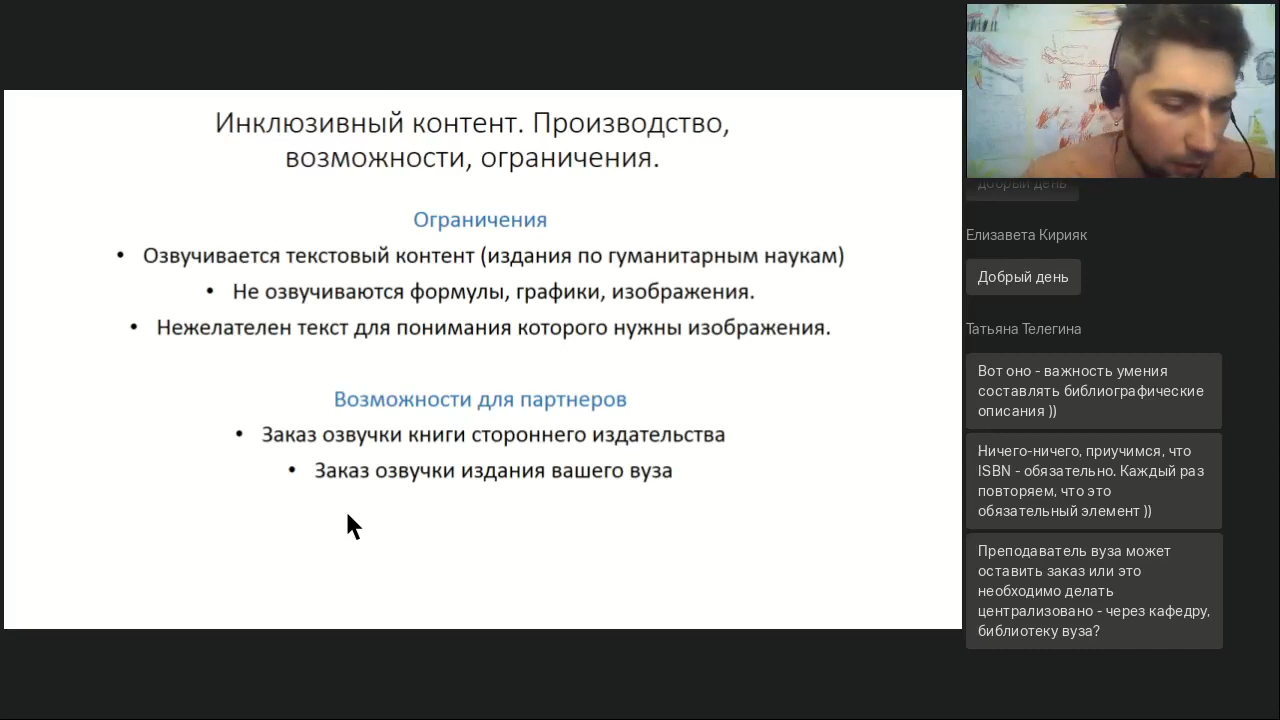 Инклюзивный контент. Производство,
возможности, ограничения.
Ограничения
• Озвучивается текстовый контент (издания по гуманитарным наукам)
• Не озвучиваются формулы, графики, изображения.
• Нежелателен текст для понимания которого нужны изображения.
Возможности для партнеров
• Заказ озвучки книги стороннего издательства
• Заказ озвучки издания вашего вуза
добрый день
Елизавета Кирияк
Добрый день
Татьяна Телегина
Вот оно - важность умения
составлять библиографические
описания ))
Ничего-ничего, приучимся, что
ISBN - обязательно. Каждый раз
повторяем, что это
обязательный элемент ))
Преподаватель вуза может
оставить заказ или это
необходимо делать
централизовано - через кафедру,
библиотеку вуза?